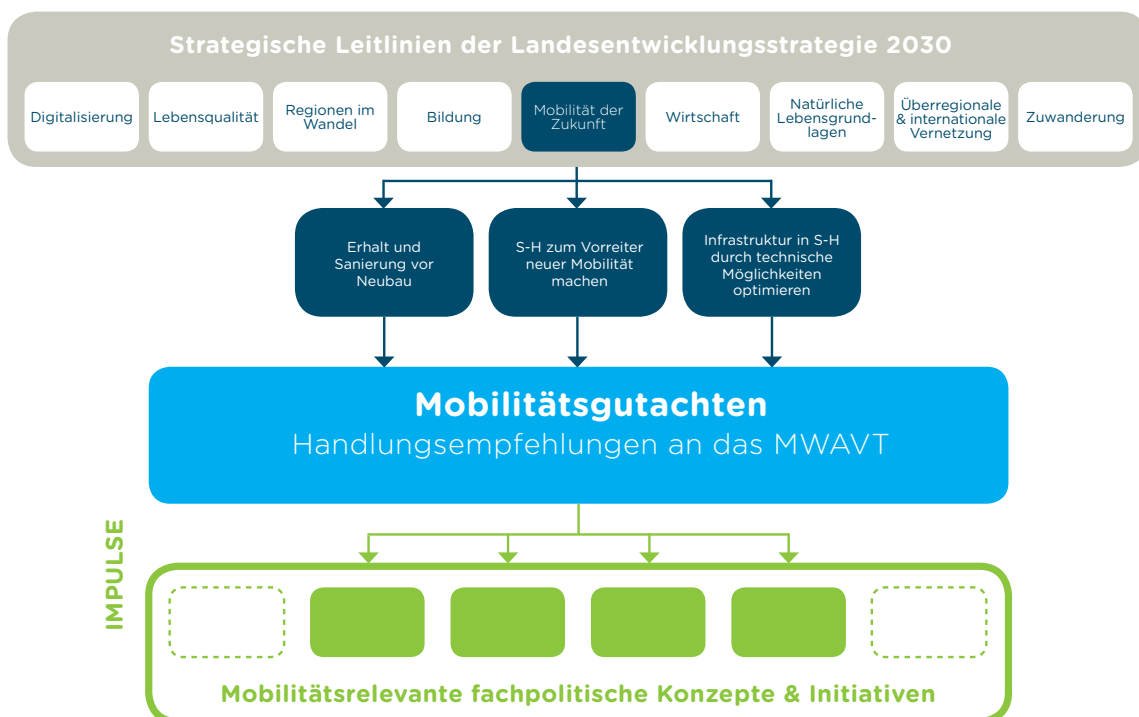 Strategische Leitlinien der Landesentwicklungsstrategie 2030
Digitalisierung
Lebensqualität
Regionen im
Wandel
Bildung
Mobilität der
Zukunft
Wirtschaft
Natürliche
Lebensgrund-
lagen
Überregionale
& internationale
Vernetzung
Zuwanderung
Erhalt und
Sanierung vor
Neubau
S-H zum Vorreiter
neuer Mobilität
machen
Infrastruktur in S-H
durch technische
Möglichkeiten
optimieren
Mobilitätsgutachten
Handlungsempfehlungen an das MWAVT
IMPULSE
Mobilitätsrelevante fachpolitische Konzepte & Initiativen